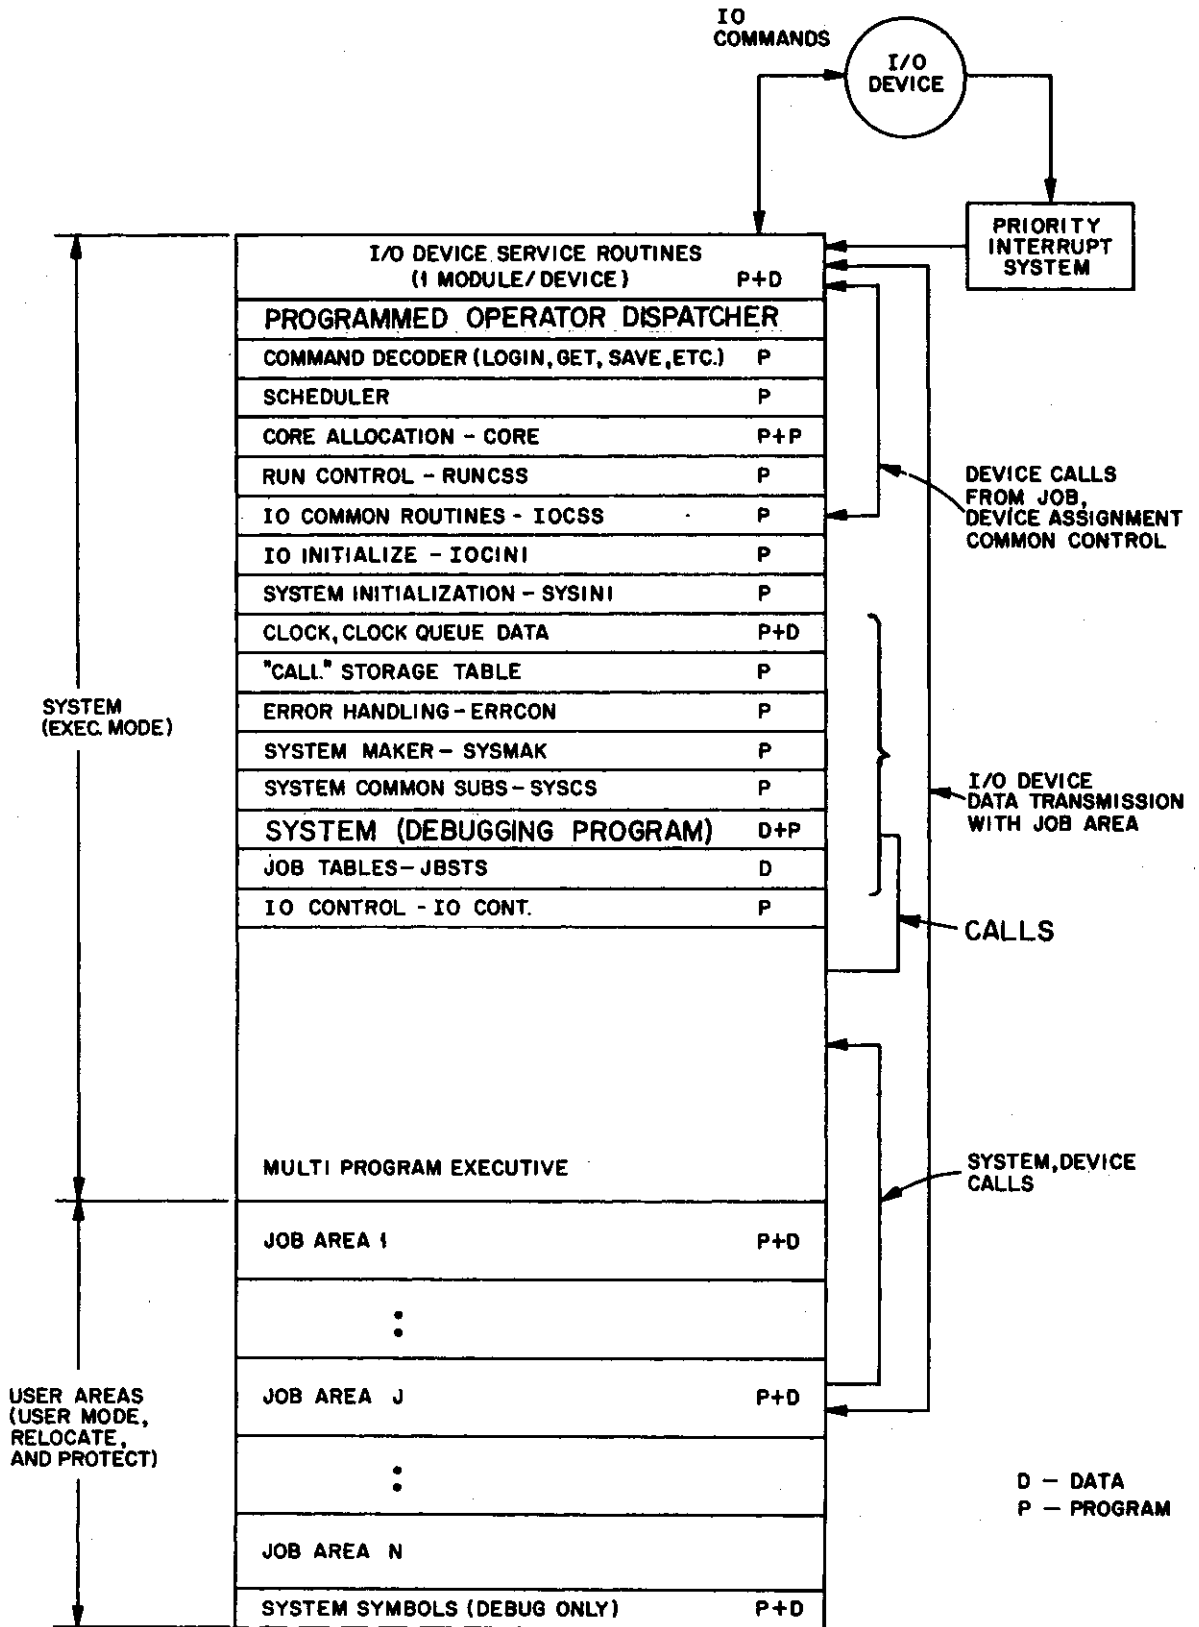 IO
COMMANDS
I/O
DEVICE
PRIORITY
INTERRUPT
SYSTEM
I/O DEVICE SERVICE ROUTINES
(1 MODULE/DEVICE) P+D
PROGRAMMED OPERATOR DISPATCHER
COMMAND DECODER (LOGIN, GET, SAVE, ETC.) P
SCHEDULER P
CORE ALLOCATION - CORE P+P
RUN CONTROL - RUNCSS P
IO COMMON ROUTINES - IOCSS P
IO INITIALIZE - IOCINI P
SYSTEM INITIALIZATION - SYSINI P
CLOCK, CLOCK QUEUE DATA P+D
"CALL" STORAGE TABLE P
ERROR HANDLING - ERRCON P
SYSTEM MAKER - SYSMAK P
SYSTEM COMMON SUBS - SYSCS P
SYSTEM (DEBUGGING PROGRAM) D+P
JOB TABLES - JBSTS D
IO CONTROL - IO CONT. P
MULTI PROGRAM EXECUTIVE
JOB AREA 1 P+D
JOB AREA J P+D
JOB AREA N
SYSTEM SYMBOLS (DEBUG ONLY) P+D
SYSTEM
(EXEC. MODE)
USER AREAS
(USER MODE,
RELOCATE,
AND PROTECT)
DEVICE CALLS
FROM JOB,
DEVICE ASSIGNMENT
COMMON CONTROL
I/O DEVICE
DATA TRANSMISSION
WITH JOB AREA
CALLS
SYSTEM, DEVICE
CALLS
D - DATA
P - PROGRAM